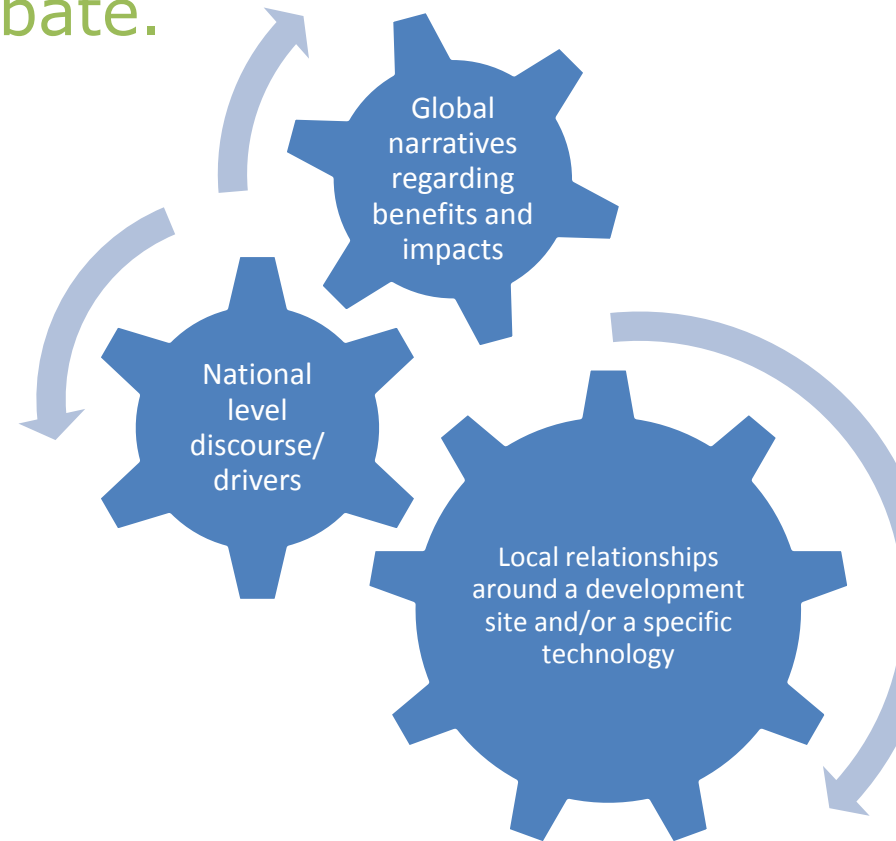 bate.
Global
narratives
regarding
benefits and
impacts
National
level
discourse/
drivers
Local relationships
around a development
site and/or a specific
technology